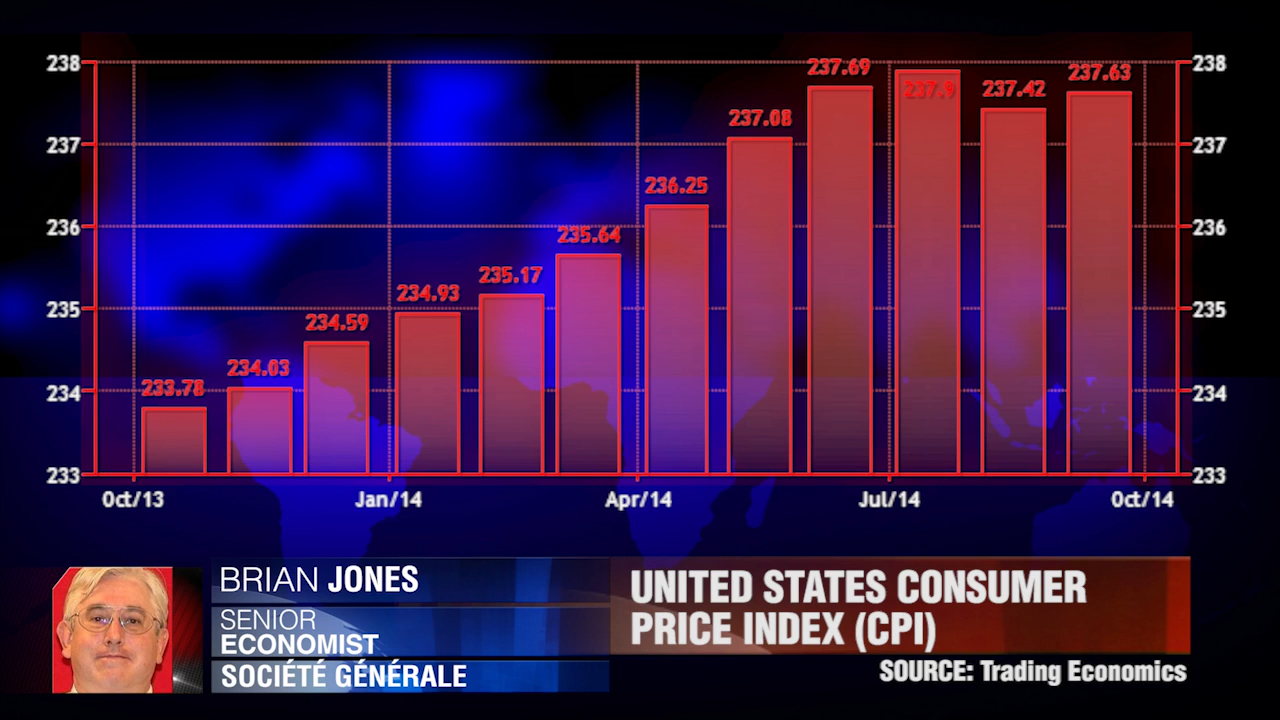 238
237
236
235
234
233
238
237
236
235
234
233
233.78
234.03
234.59
234.93
235.17
235.64
236.25
237.08
237.69
237.9
237.42
237.63
Oct/13
Jan/14
Apr/14
Jul/14
Oct/14
BRIAN JONES
SENIOR
ECONOMIST
SOCIÉTÉ GÉNÉRALE
UNITED STATES CONSUMER
PRICE INDEX (CPI)
SOURCE: Trading Economics